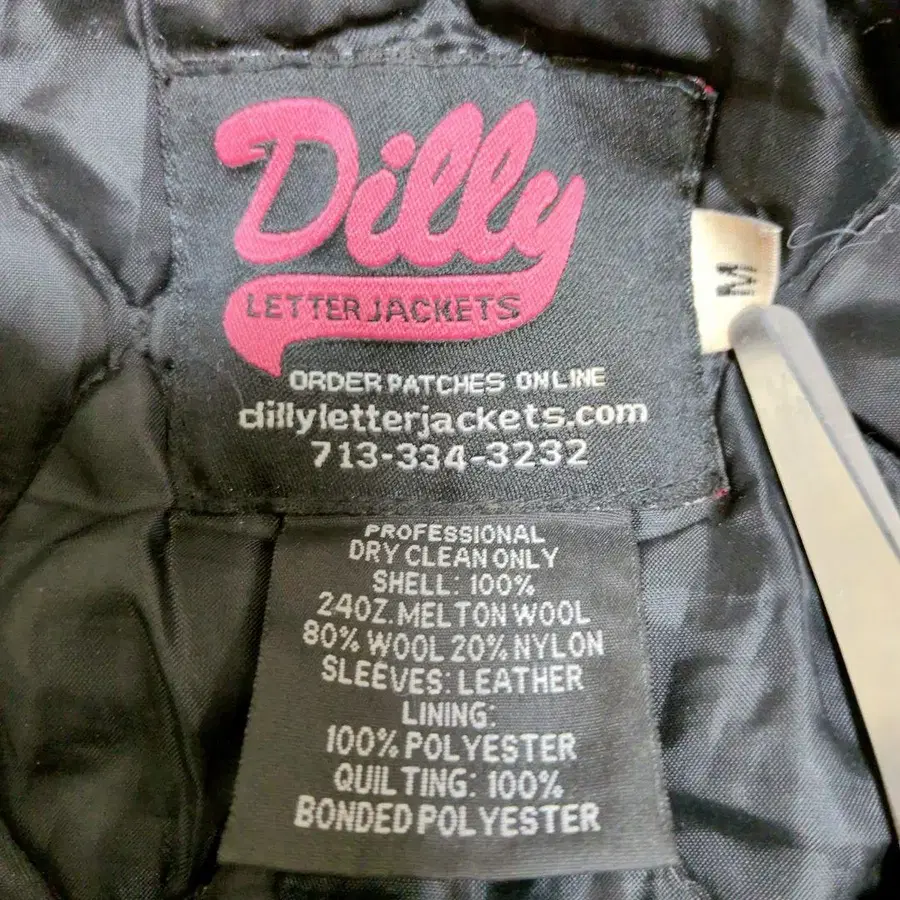 Dilly
LETTER JACKETS
ORDER PATCHES ONLINE
dillyletterjackets.com
713-334-3232
M
PROFESSIONAL
DRY CLEAN ONLY
SHELL: 100%
24OZ. MELTON WOOL
80% WOOL 20% NYLON
SLEEVES: LEATHER
LINING:
100% POLYESTER
QUILTING: 100%
BONDED POLYESTER